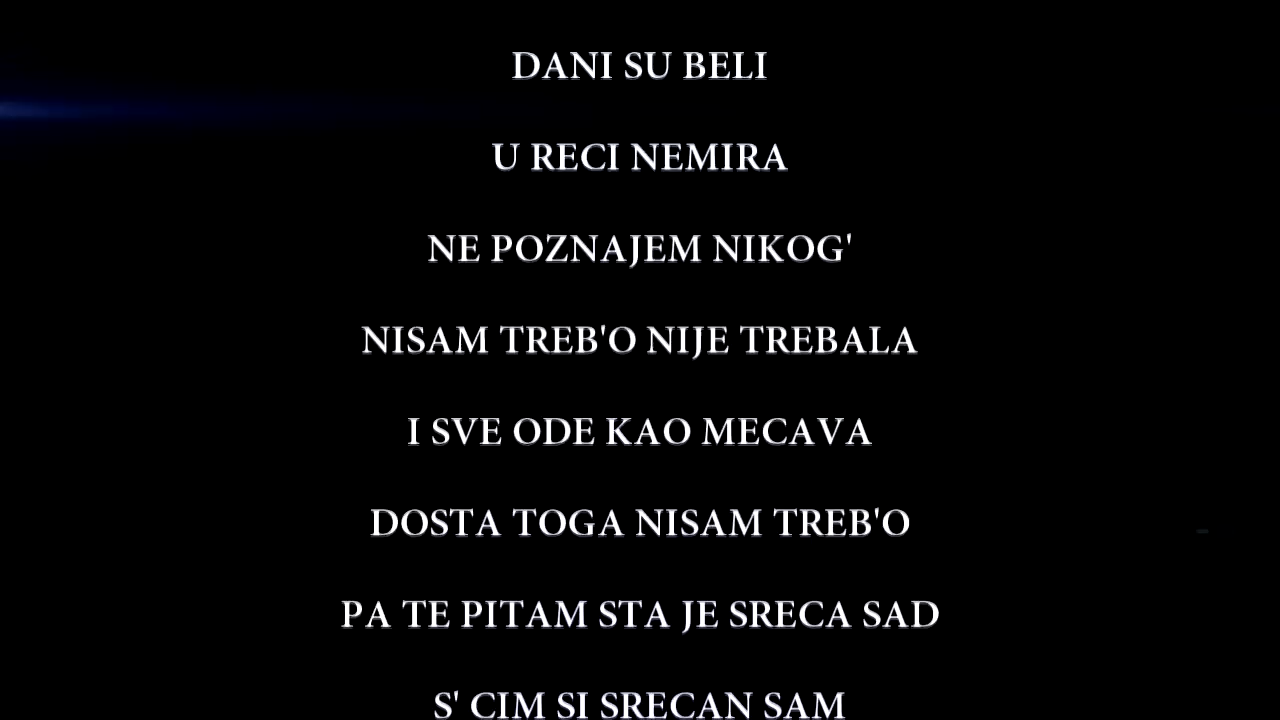 DANI SU BELI
U RECI NEMIRA
NE POZNAJEM NIKOG'
NISAM TREB'O NIJE TREBALA
I SVE ODE KAO MECAVA
DOSTA TOGA NISAM TREB'O
PA TE PITAM STA JE SRECA SAD
S' CIM SI SRECAN SAM